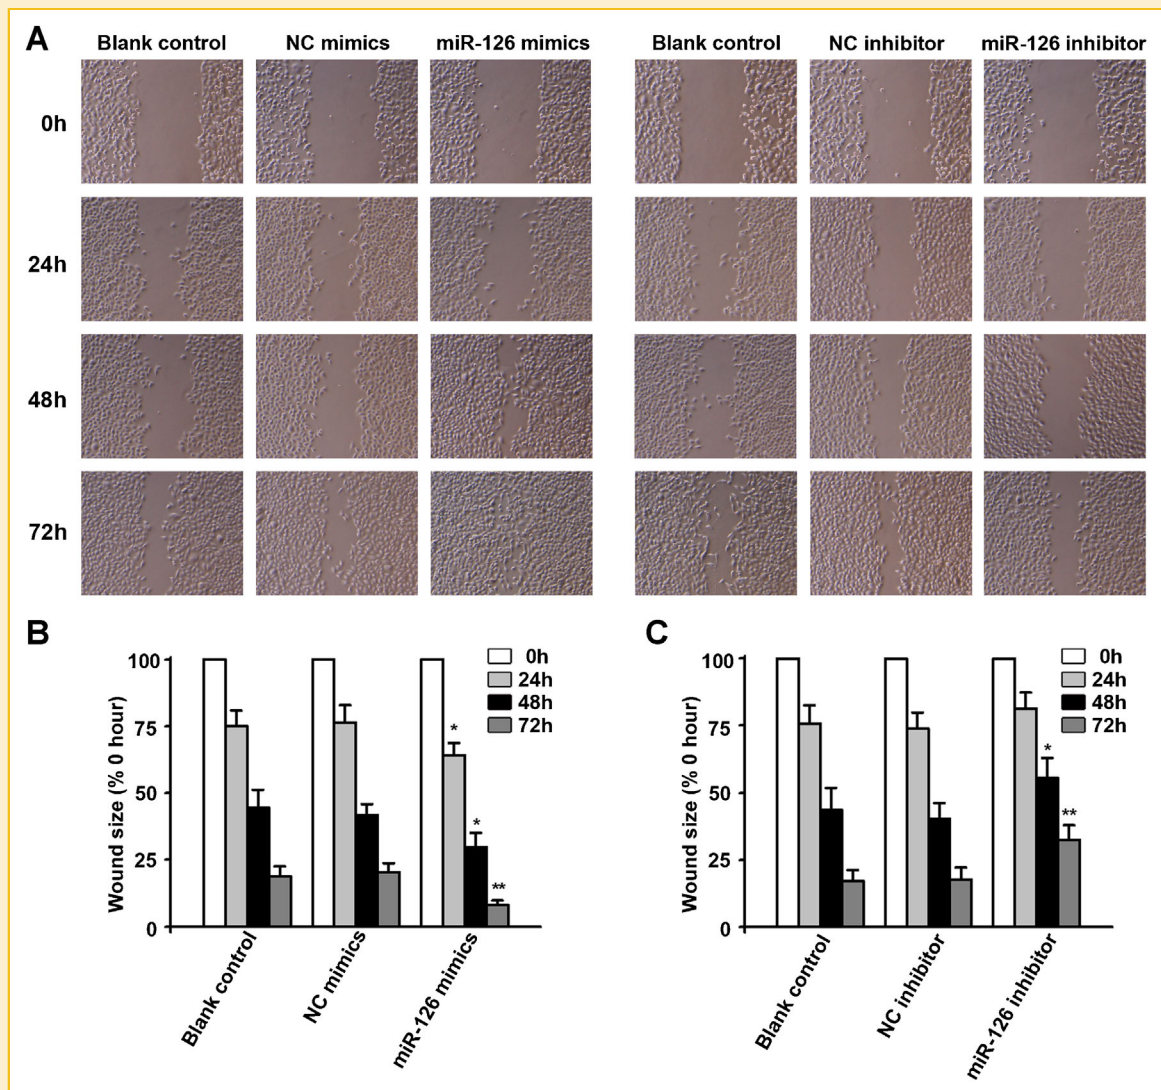 A
Blank control NC mimics miR-126 mimics Blank control NC inhibitor miR-126 inhibitor
0h
24h
48h
72h
B
Wound size (% 0 hour)
100
75
50
25
0
0h
24h
48h
72h
*
*
**
Blank control
NC mimics
miR-126 mimics
C
Wound size (% 0 hour)
100
75
50
25
0
0h
24h
48h
72h
*
**
Blank control
NC inhibitor
miR-126 inhibitor